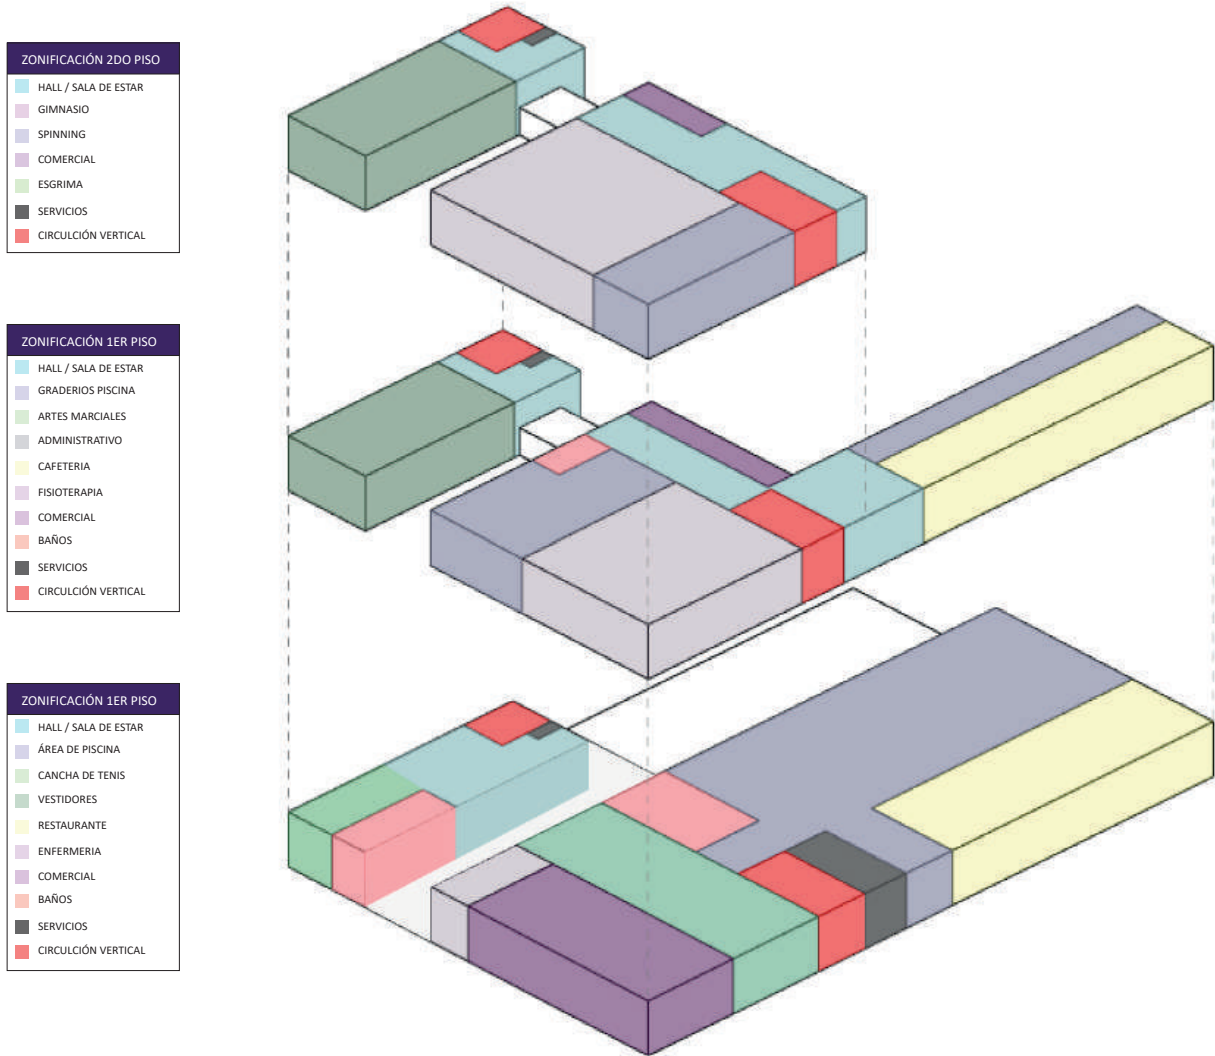 ZONIFICACIÓN 2DO PISO
HALL / SALA DE ESTAR
GIMNASIO
SPINNING
COMERCIAL
ESGRIMA
SERVICIOS
CIRCULCIÓN VERTICAL
ZONIFICACIÓN 1ER PISO
HALL / SALA DE ESTAR
GRADERIOS PISCINA
ARTES MARCIALES
ADMINISTRATIVO
CAFETERIA
FISIOTERAPIA
COMERCIAL
BAÑOS
SERVICIOS
CIRCULCIÓN VERTICAL
ZONIFICACIÓN 1ER PISO
HALL / SALA DE ESTAR
ÁREA DE PISCINA
CANCHA DE TENIS
VESTIDORES
RESTAURANTE
ENFERMERIA
COMERCIAL
BAÑOS
SERVICIOS
CIRCULCIÓN VERTICAL